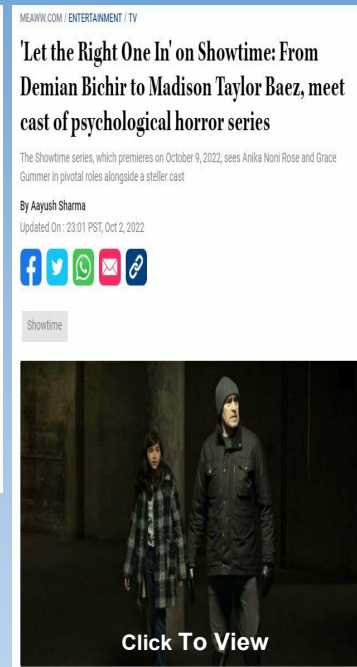 MEAWW.COM / ENTERTAINMENT / TV
'Let the Right One In' on Showtime: From
Demian Bichir to Madison Taylor Baez, meet
cast of psychological horror series
The Showtime series, which premieres on October 9, 2022, sees Anika Noni Rose and Grace
Gummer in pivotal roles alongside a steller cast
By Aayush Sharma
Updated On : 23:01 PST, Oct 2, 2022
Showtime
Click To View